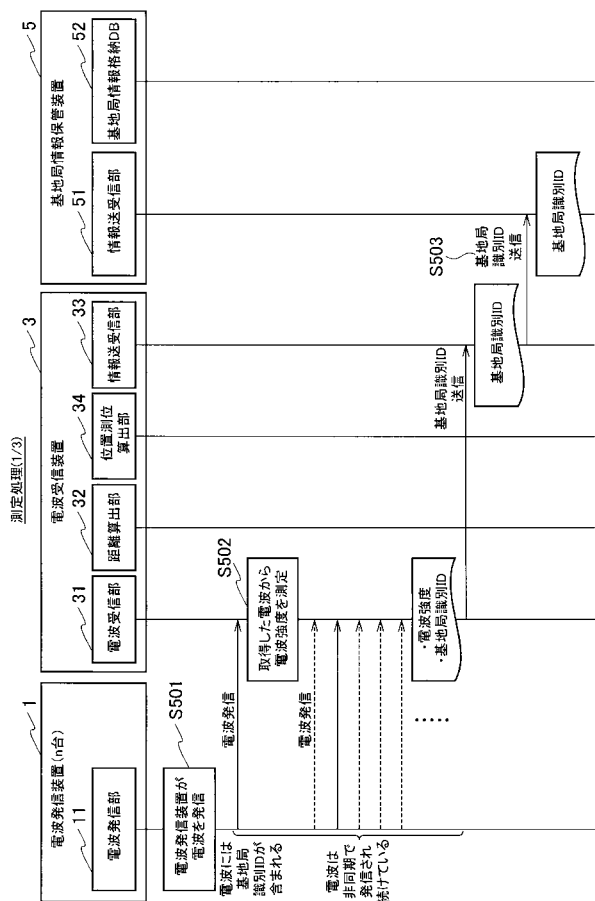 測定処理(1/3)
1
電波発信装置(n台)
11
電波発信部
3
電波受信装置
31
電波受信部
32
距離算出部
34
位置測位
算出部
33
情報送受信部
5
基地局情報保管装置
51
情報送受信部
52
基地局情報格納DB
S501
電波発信装置が
電波を発信
電波発信
電波には
基地局
識別IDが
含まれる
S502
取得した電波から
電波強度を測定
電波発信
電波は
非同期で
発信され
続けている
・・・・・
・電波強度
・基地局識別ID
基地局識別ID
送信
基地局識別ID
S503
基地局
識別ID
送信
基地局識別ID